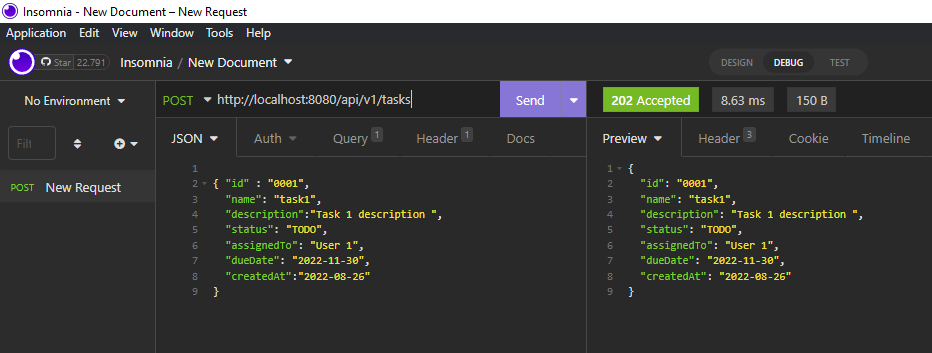 Insomnia - New Document – New Request
Application Edit View Window Tools Help
Star 22.791 Insomnia / New Document DESIGN DEBUG TEST
No Environment POST http://localhost:8080/api/v1/tasks Send 202 Accepted 8.63 ms 150 B
Filt JSON Auth Query 1 Header 1 Docs Preview Header 3 Cookie Timeline
POST New Request
1
2 { "id" : "0001",
3 "name": "task1",
4 "description":"Task 1 description ",
5 "status": "TODO",
6 "assignedTo": "User 1",
7 "dueDate": "2022-11-30",
8 "createdAt":"2022-08-26"
9 }
1 {
2 "id": "0001",
3 "name": "task1",
4 "description": "Task 1 description ",
5 "status": "TODO",
6 "assignedTo": "User 1",
7 "dueDate": "2022-11-30",
8 "createdAt": "2022-08-26"
9 }